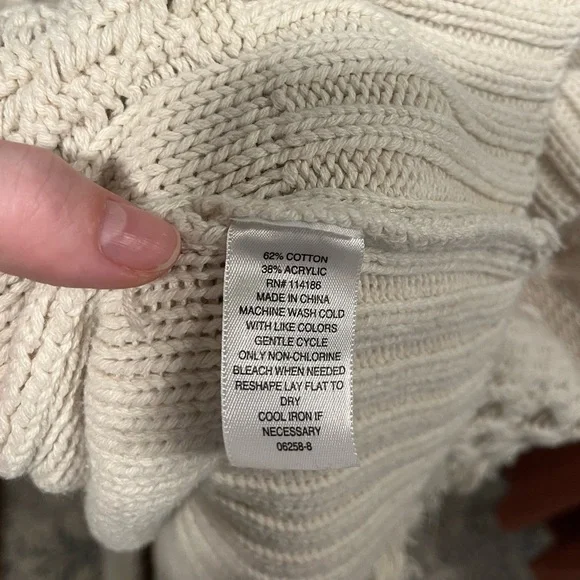 62% COTTON
38% ACRYLIC
RN# 114186
MADE IN CHINA
MACHINE WASH COLD
WITH LIKE COLORS
GENTLE CYCLE
ONLY NON-CHLORINE
BLEACH WHEN NEEDED
RESHAPE LAY FLAT TO
DRY
COOL IRON IF
NECESSARY
06258-8